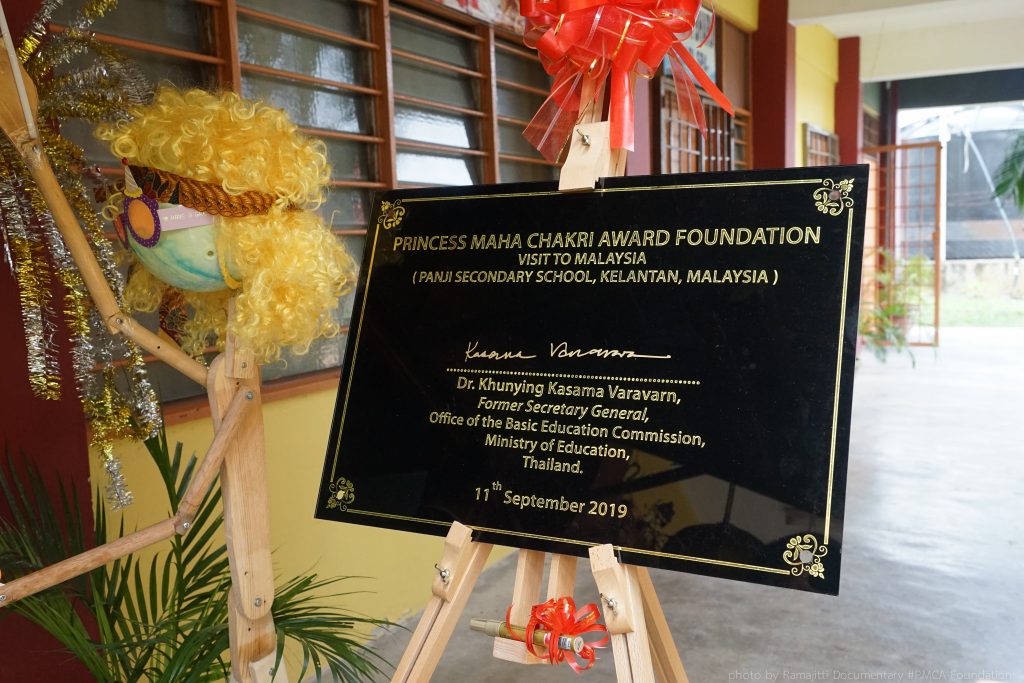 PRINCESS MAHA CHAKRI AWARD FOUNDATION
VISIT TO MALAYSIA
( PANJI SECONDARY SCHOOL, KELANTAN, MALAYSIA )
Kasama Varavarn
Dr. Khunying Kasama Varavarn,
Former Secretary General,
Office of the Basic Education Commission,
Ministry of Education,
Thailand.
11th September 2019
photo by Ramajitti Documentary #PMCA Foundation